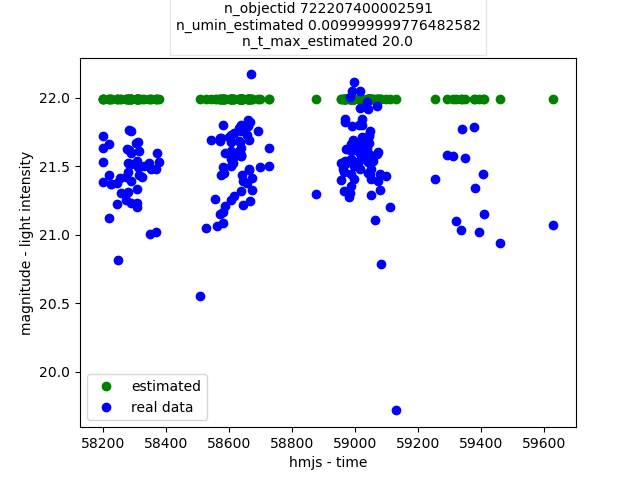 n_objectid 722207400002591
n_umin_estimated 0.009999999776482582
n_t_max_estimated 20.0
22.0
21.5
21.0
20.5
20.0
magnitude - light intensity
estimated
real data
58200 58400 58600 58800 59000 59200 59400 59600
hmjs - time